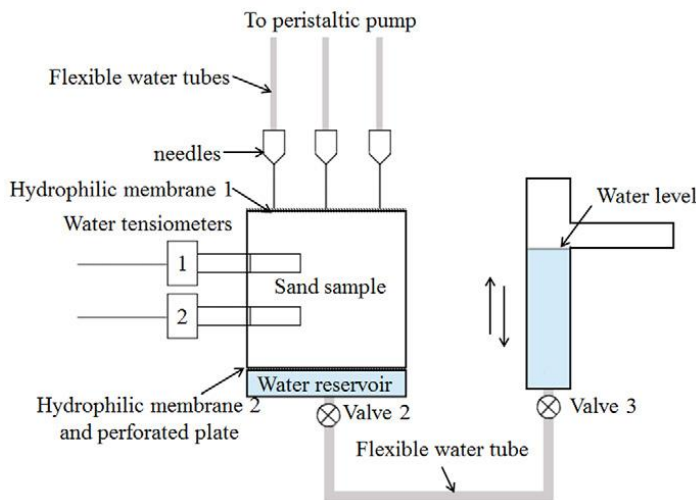 To peristaltic pump
Flexible water tubes
needles
Hydrophilic membrane 1
Water level
Water tensiometers
1
Sand sample
2
Water reservoir
Hydrophilic membrane 2
and perforated plate
Valve 2
Valve 3
Flexible water tube